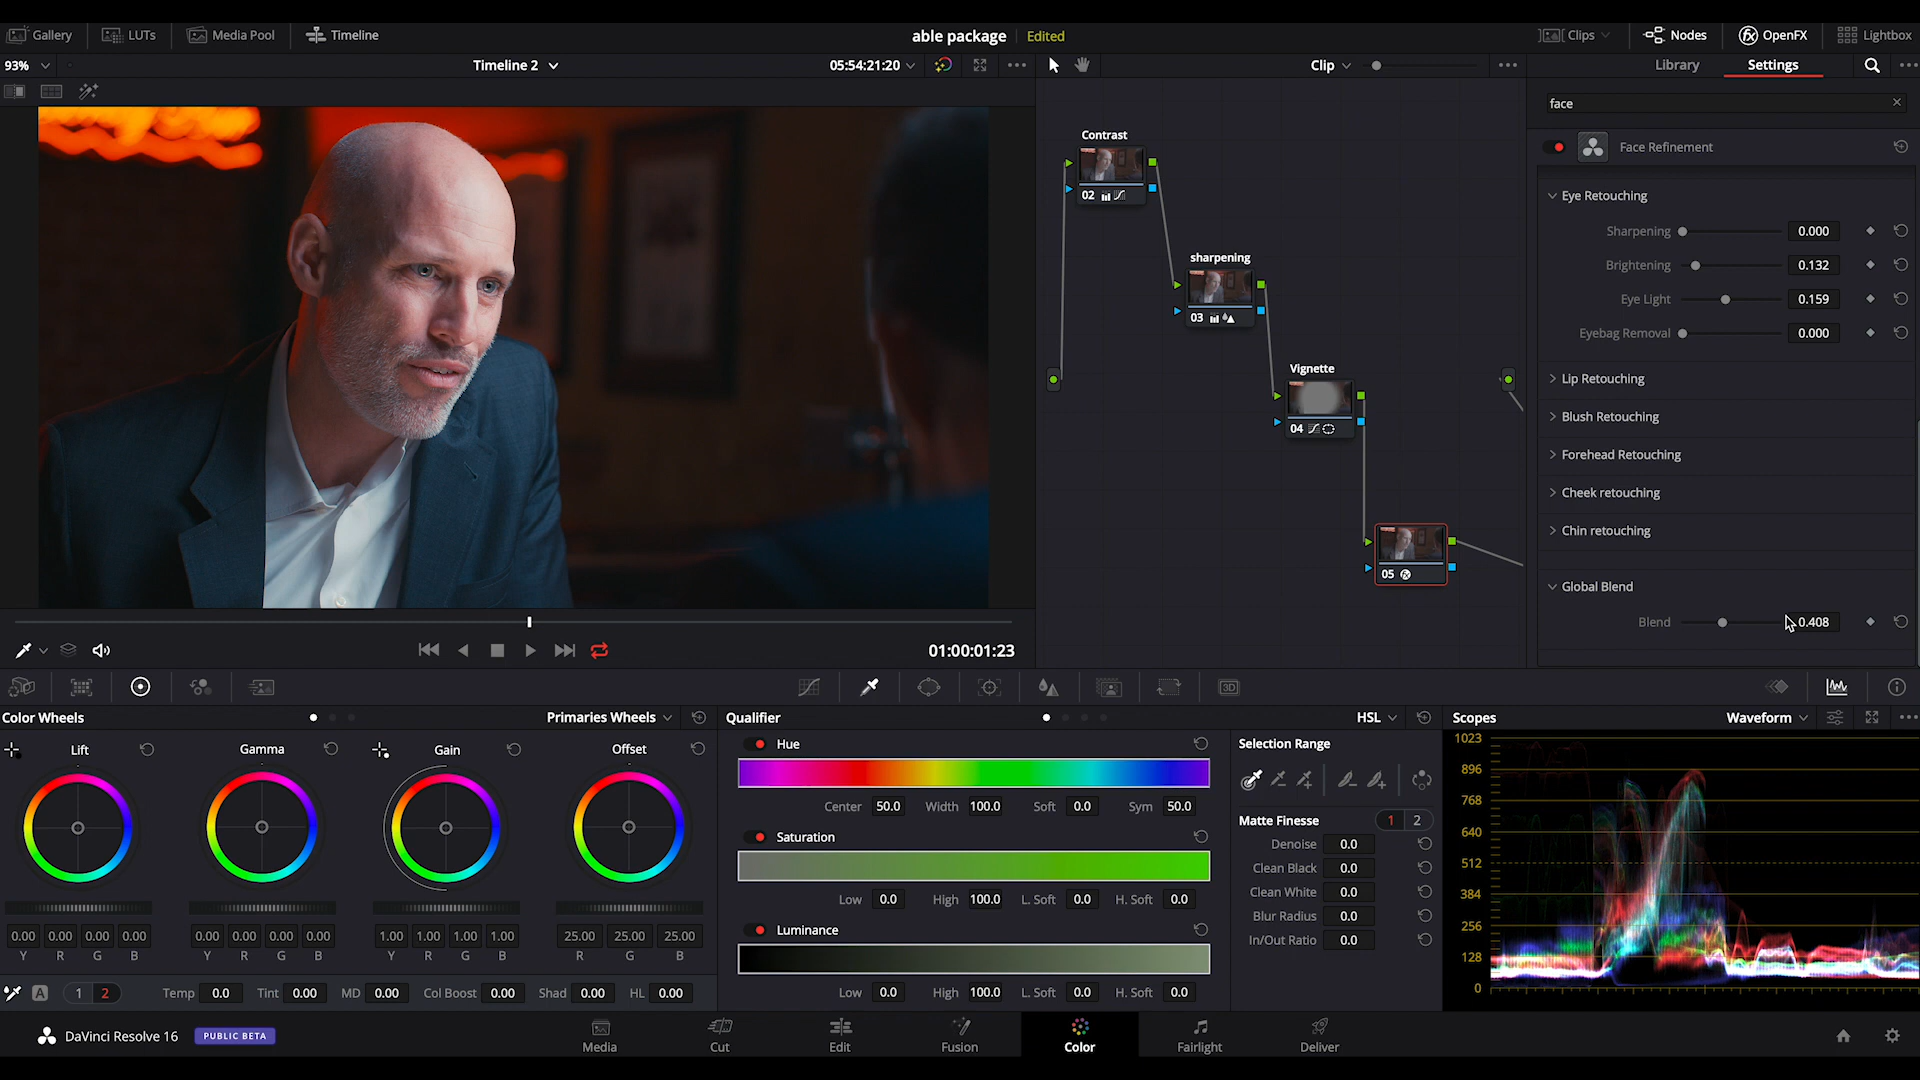 Gallery LUTs Media Pool Timeline able package Edited Clips Nodes OpenFX Lightbox
93% Timeline 2 05:54:21:20 Clip Library Settings
face
Face Refinement
Eye Retouching
Sharpening 0.000
Brightening 0.132
Eye Light 0.159
Eyebag Removal 0.000
Lip Retouching
Blush Retouching
Forehead Retouching
Cheek retouching
Chin retouching
Global Blend
Blend 0.408
Contrast
02
sharpening
03
Vignette
04
05
01:00:01:23
3D
Color Wheels Primaries Wheels
Lift Gamma Gain Offset
0.00 0.00 0.00 0.00 0.00 0.00 0.00 0.00 1.00 1.00 1.00 1.00 25.00 25.00 25.00
Y R G B Y R G B Y R G B R G B
A 1 2 Temp 0.0 Tint 0.00 MD 0.00 Col Boost 0.00 Shad 0.00 HL 0.00
Qualifier HSL
Hue
Center 50.0 Width 100.0 Soft 0.0 Sym 50.0
Saturation
Low 0.0 High 100.0 L. Soft 0.0 H. Soft 0.0
Luminance
Low 0.0 High 100.0 L. Soft 0.0 H. Soft 0.0
Selection Range
Matte Finesse 1 2
Denoise 0.0
Clean Black 0.0
Clean White 0.0
Blur Radius 0.0
In/Out Ratio 0.0
Scopes Waveform
1023
896
768
640
512
384
256
128
0
DaVinci Resolve 16 PUBLIC BETA
Media Cut Edit Fusion Color Fairlight Deliver